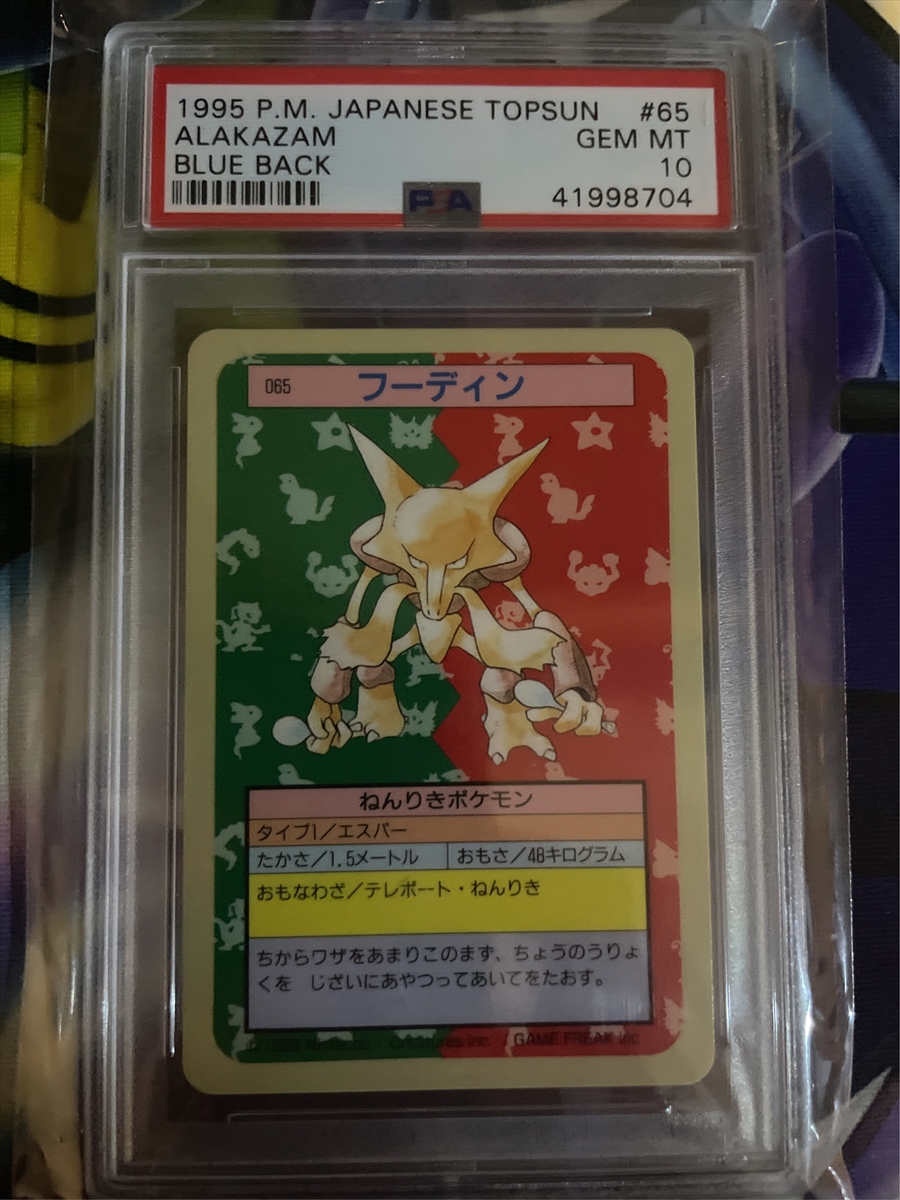 1995 P.M. JAPANESE TOPSUN #65
ALAKAZAM GEM MT
BLUE BACK 10
41998704
PSA
065 フーディン
ねんりきポケモン
タイプ1/エスパー
たかさ/1.5メートル おもさ/48キログラム
おもなわざ/テレポート・ねんりき
ちからワザをあまりこのまず、ちょうのうりょ
くを じざいにあやつってあいてをたおす。
Creatures inc. / GAME FREAK inc.